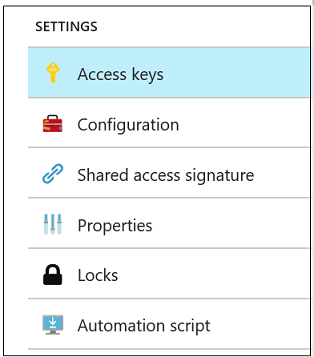 SETTINGS
Access keys
Configuration
Shared access signature
Properties
Locks
Automation script